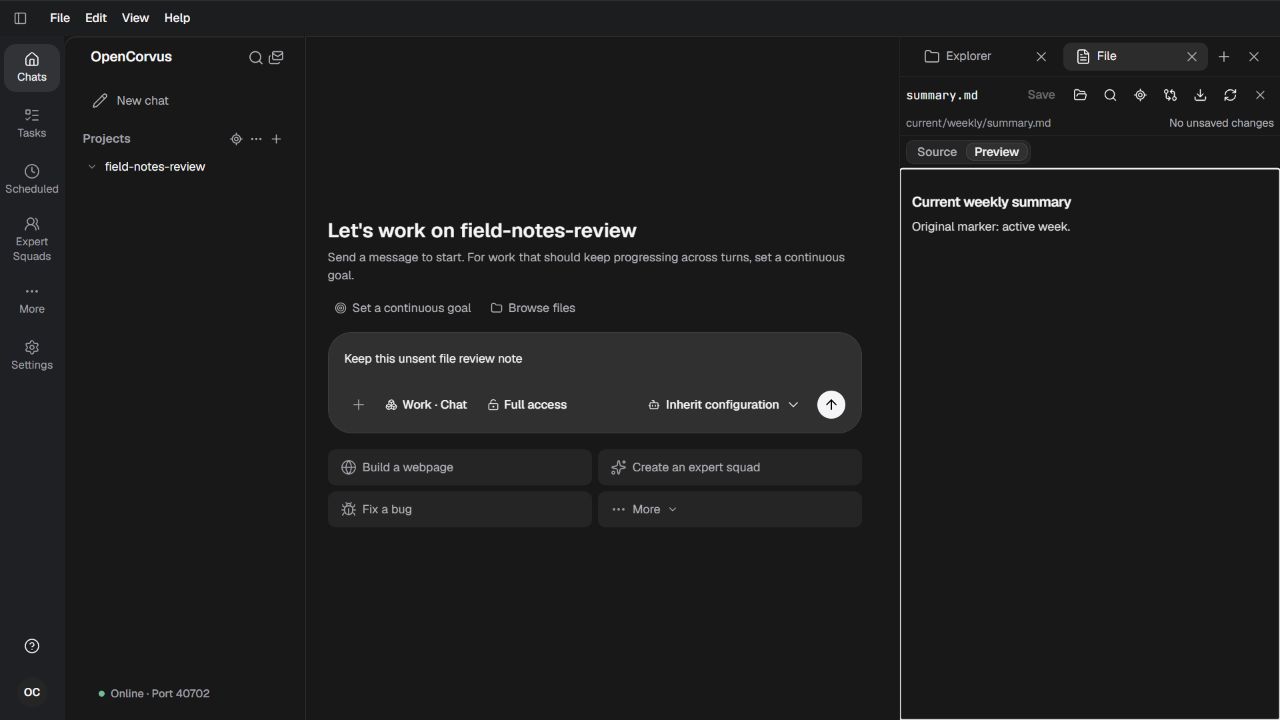 File Edit View Help
Chats
Tasks
Scheduled
Expert
Squads
More
Settings
OC
OpenCorvus
New chat
Projects
field-notes-review
Online · Port 40702
Let's work on field-notes-review
Send a message to start. For work that should keep progressing across turns, set a continuous
goal.
Set a continuous goal Browse files
Keep this unsent file review note
Work · Chat Full access Inherit configuration
Build a webpage Create an expert squad
Fix a bug More
Explorer File
summary.md Save
current/weekly/summary.md No unsaved changes
Source Preview
Current weekly summary
Original marker: active week.